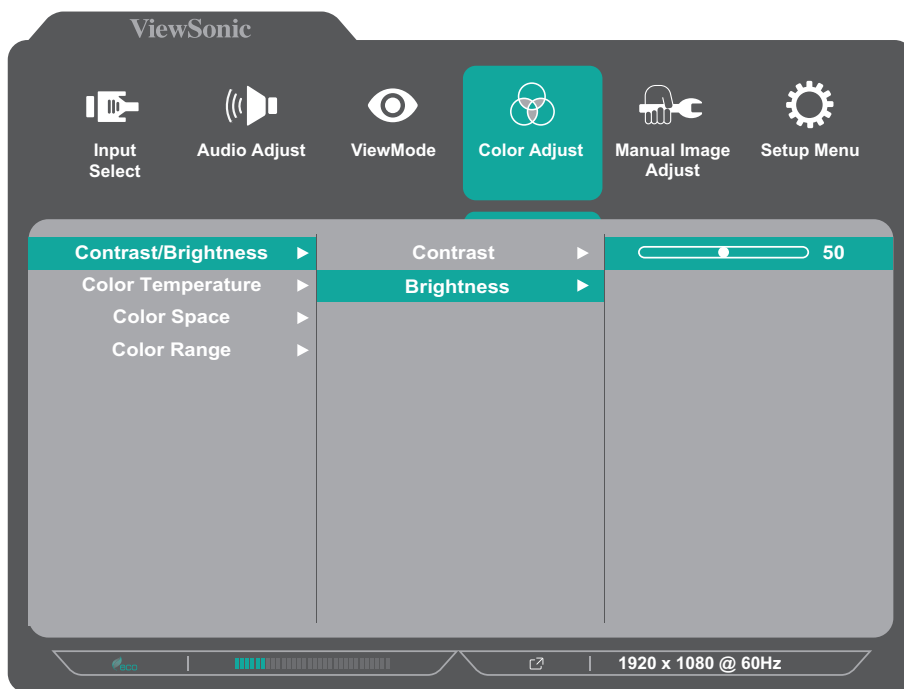 ViewSonic
Input
Select
Audio Adjust
ViewMode
Color Adjust
Manual Image
Adjust
Setup Menu
Contrast/Brightness
Contrast
50
Color Temperature
Brightness
Color Space
Color Range
eco
1920 x 1080 @ 60Hz